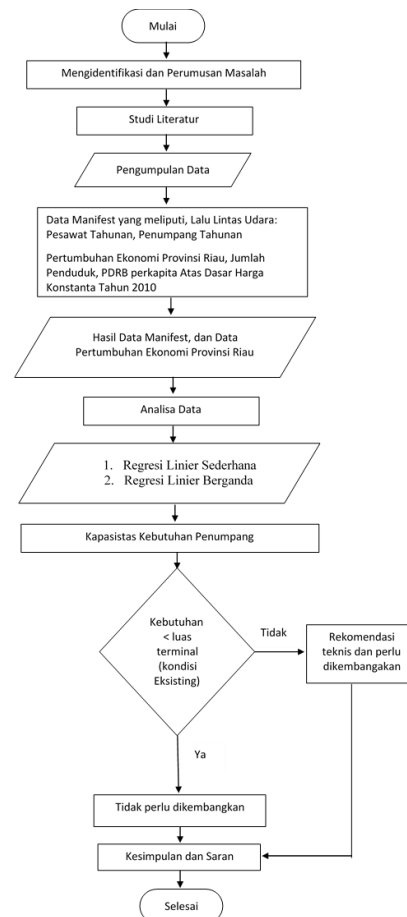 Mulai
Mengidentifikasi dan Perumusan Masalah
Studi Literatur
Pengumpulan Data
Data Manifest yang meliputi, Lalu Lintas Udara:
Pesawat Tahunan, Penumpang Tahunan
Pertumbuhan Ekonomi Provinsi Riau, Jumlah
Penduduk, PDRB perkapita Atas Dasar Harga
Konstanta Tahun 2010
Hasil Data Manifest, dan Data
Pertumbuhan Ekonomi Provinsi Riau
Analisa Data
1. Regresi Linier Sederhana
2. Regresi Linier Berganda
Kapasistas Kebutuhan Penumpang
Kebutuhan
< luas
terminal
(kondisi
Eksisting)
Tidak
Rekomendasi
teknis dan perlu
dikembangakan
Ya
Tidak perlu dikembangkan
Kesimpulan dan Saran
Selesai